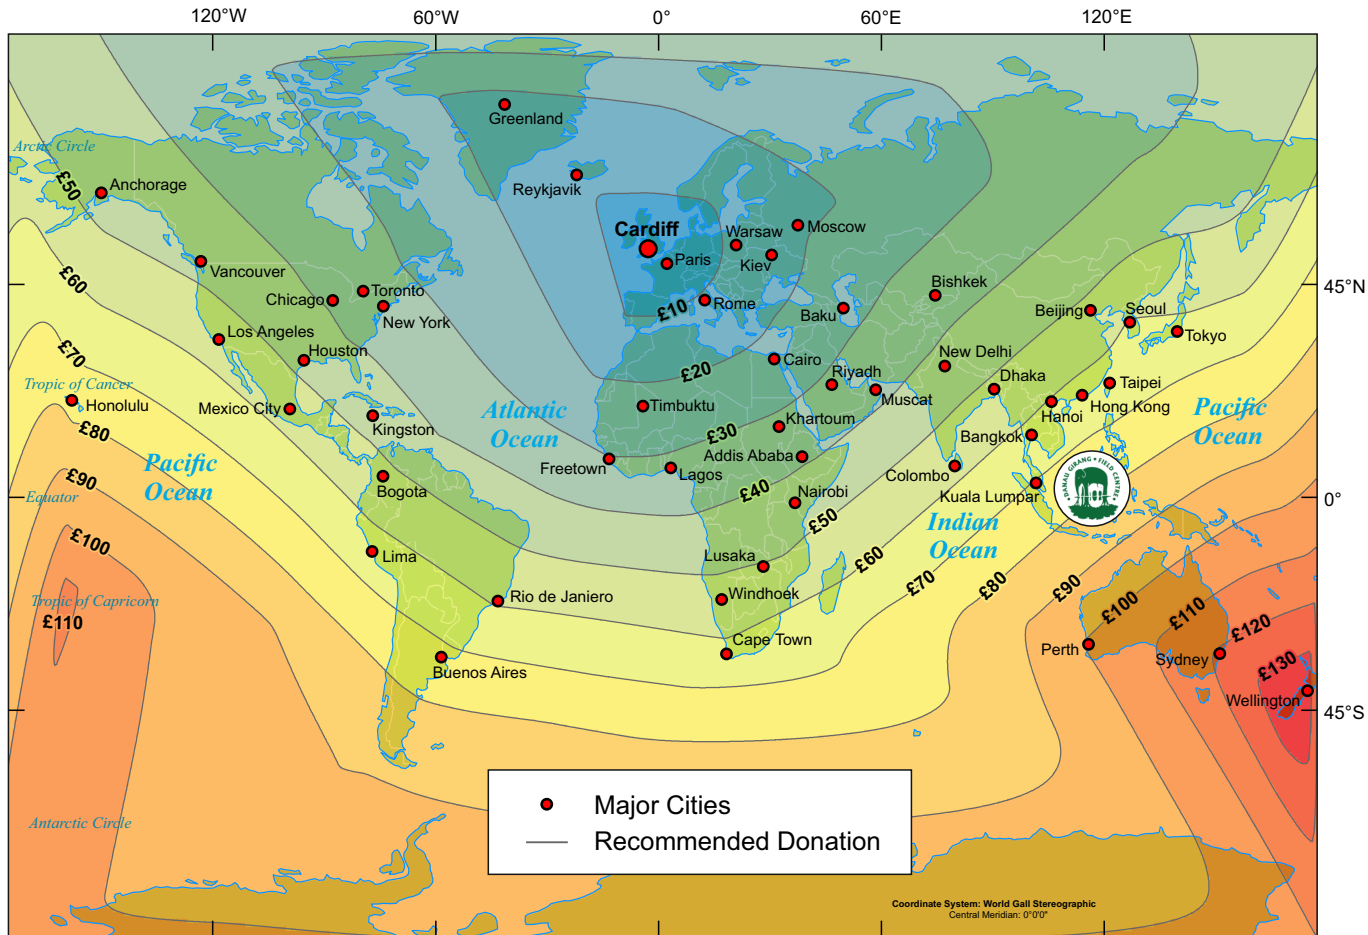 120°W
60°W
0°
60°E
120°E
Greenland
Arctic Circle
£50
Anchorage
Reykjavik
Cardiff
Moscow
Warsaw
Paris
Kiev
Vancouver
£60
Bishkek
45°N
Toronto
Chicago
Rome
£10
New York
Baku
Beijing
Seoul
Los Angeles
Tokyo
£70
Houston
New Delhi
Cairo
£20
Riyadh
Tropic of Cancer
Dhaka
Taipei
Muscat
Honolulu
Mexico City
Timbuktu
Hong Kong
Atlantic
Ocean
Pacific
Ocean
Hanoi
Kingston
Khartoum
£80
£30
Bangkok
Addis Ababa
Pacific
Ocean
Freetown
Lagos
Colombo
DANAU GIRANG • FIELD CENTRE
£90
Bogota
£40
Nairobi
Kuala Lumpar
Equator
0°
£50
Indian
Ocean
£100
Lima
Lusaka
£60
£70
£80
£90
Tropic of Capricorn
Rio de Janiero
Windhoek
£100
£110
£110
£120
Cape Town
Perth
Sydney
£130
Buenos Aires
Wellington
45°S
Major Cities
Recommended Donation
Antarctic Circle
Coordinate System: World Gall Stereographic
Central Meridian: 0°0'0"